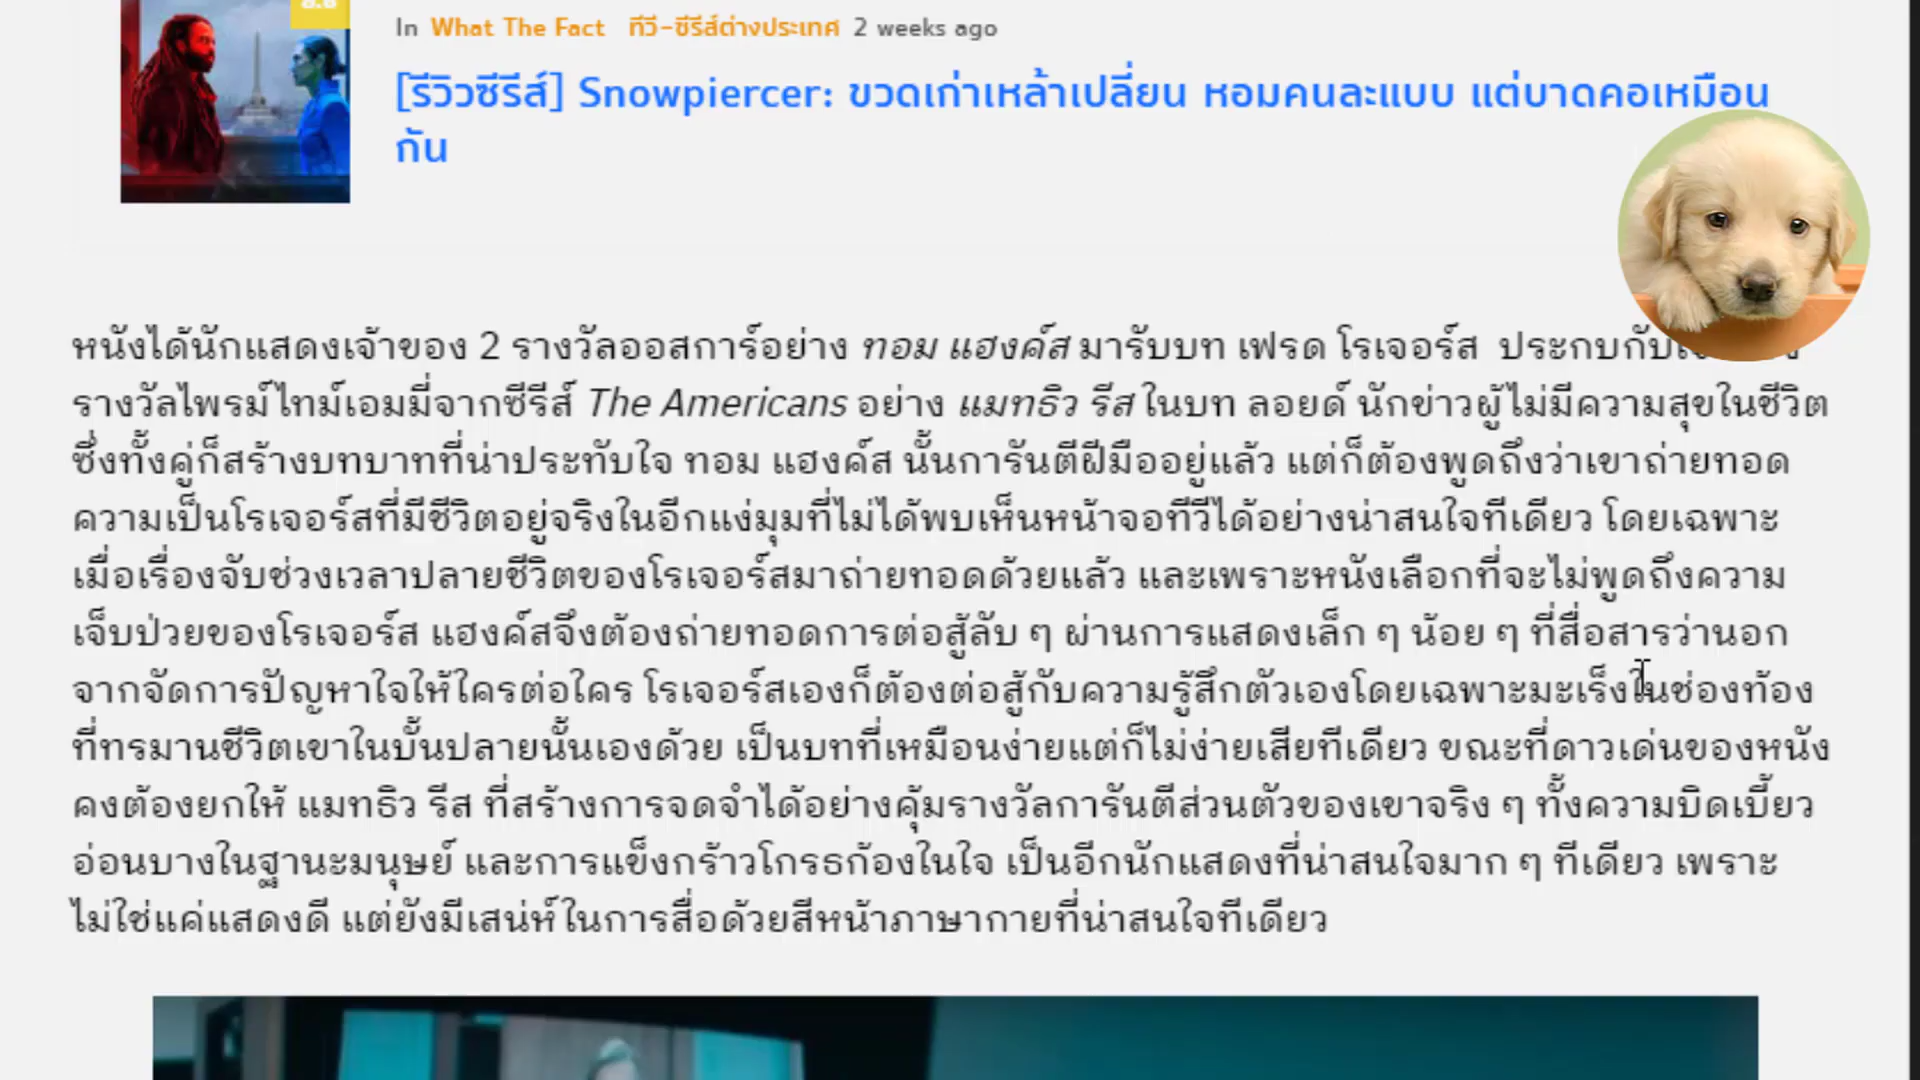 In What The Fact ทีวี-ซีรีส์ต่างประเทศ 2 weeks ago
[รีวิวซีรีส์] Snowpiercer: ขวดเก่าเหล้าเปลี่ยน หอมคนละแบบ แต่บาดคอเหมือน
กัน
หนังได้นักแสดงเจ้าของ 2 รางวัลออสการ์อย่าง ทอม แฮงค์ส มารับบท เฟรด โรเจอร์ส ประกบกับ
รางวัลไพรม์ไทม์เอมมี่จากซีรีส์ The Americans อย่าง แมทธิว รีส ในบท ลอยด์ นักข่าวผู้ไม่มีความสุขในชีวิต
ซึ่งทั้งคู่ก็สร้างบทบาทที่น่าประทับใจ ทอม แฮงค์ส นั้นการันตีฝีมืออยู่แล้ว แต่ก็ต้องพูดถึงว่าเขาถ่ายทอด
ความเป็นโรเจอร์สที่มีชีวิตอยู่จริงในอีกแง่มุมที่ไม่ได้พบเห็นหน้าจอทีวีได้อย่างน่าสนใจทีเดียว โดยเฉพาะ
เมื่อเรื่องจับช่วงเวลาปลายชีวิตของโรเจอร์สมาถ่ายทอดด้วยแล้ว และเพราะหนังเลือกที่จะไม่พูดถึงความ
เจ็บป่วยของโรเจอร์ส แฮงค์สจึงต้องถ่ายทอดการต่อสู้ลับ ๆ ผ่านการแสดงเล็ก ๆ น้อย ๆ ที่สื่อสารว่านอก
จากจัดการปัญหาใจให้ใครต่อใคร โรเจอร์สเองก็ต้องต่อสู้กับความรู้สึกตัวเองโดยเฉพาะมะเร็งในช่องท้อง
ที่ทรมานชีวิตเขาในบั้นปลายนั้นเองด้วย เป็นบทที่เหมือนง่ายแต่ก็ไม่ง่ายเสียทีเดียว ขณะที่ดาวเด่นของหนัง
คงต้องยกให้ แมทธิว รีส ที่สร้างการจดจำได้อย่างคุ้มรางวัลการันตีส่วนตัวของเขาจริง ๆ ทั้งความบิดเบี้ยว
อ่อนบางในฐานะมนุษย์ และการแข็งกร้าวโกรธก้องในใจ เป็นอีกนักแสดงที่น่าสนใจมาก ๆ ทีเดียว เพราะ
ไม่ใช่แค่แสดงดี แต่ยังมีเสน่ห์ในการสื่อด้วยสีหน้าภาษากายที่น่าสนใจทีเดียว